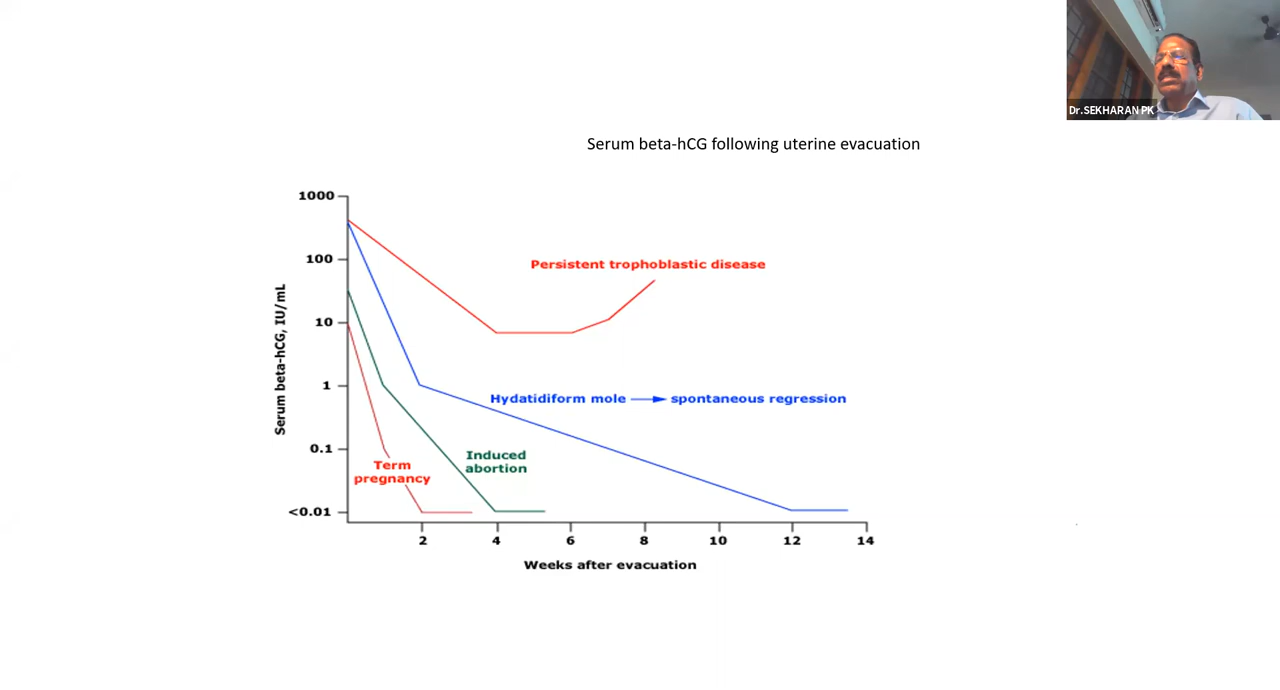 Dr.SEKHARAN PK
Serum beta-hCG following uterine evacuation
1000
100
10
1
0.1
<0.01
Serum beta-hCG, IU/mL
Persistent trophoblastic disease
Hydatidiform mole → spontaneous regression
Induced
abortion
Term
pregnancy
2 4 6 8 10 12 14
Weeks after evacuation